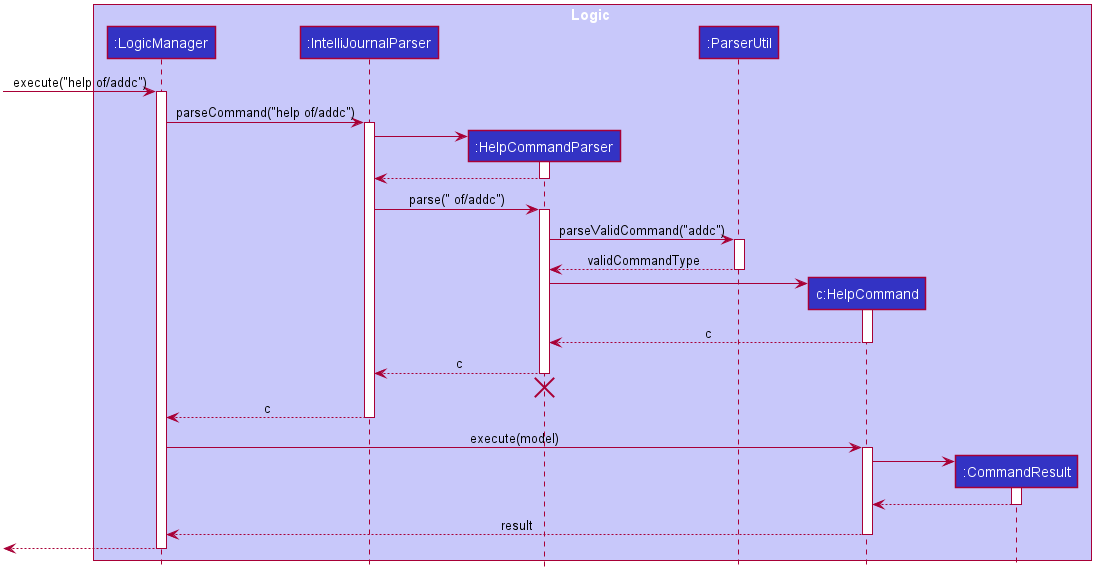 Logic
:LogicManager
:IntelliJournalParser
:ParserUtil
execute("help of/addc")
parseCommand("help of/addc")
:HelpCommandParser
parse(" of/addc")
parseValidCommand("addc")
validCommandType
c:HelpCommand
c
c
c
execute(model)
:CommandResult
result